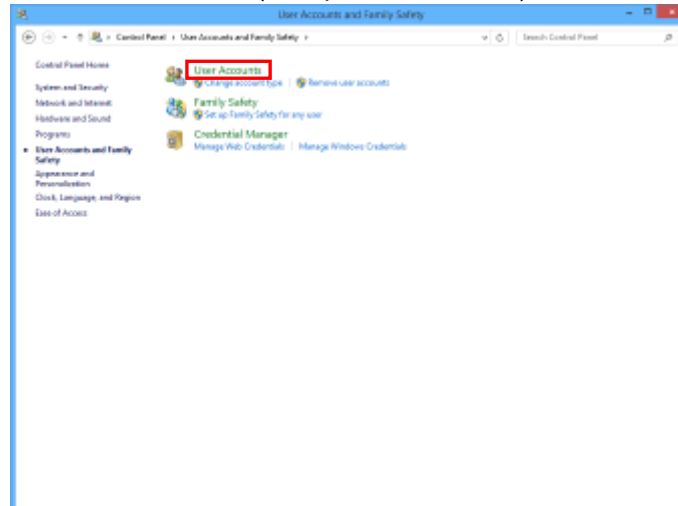 User Accounts and Family Safety
Control Panel › User Accounts and Family Safety ›
Search Control Panel
Control Panel Home
System and Security
Network and Internet
Hardware and Sound
Programs
User Accounts and Family
Safety
Appearance and
Personalization
Clock, Language, and Region
Ease of Access
User Accounts
Change account type | Remove user accounts
Family Safety
Set up Family Safety for any user
Credential Manager
Manage Web Credentials | Manage Windows Credentials